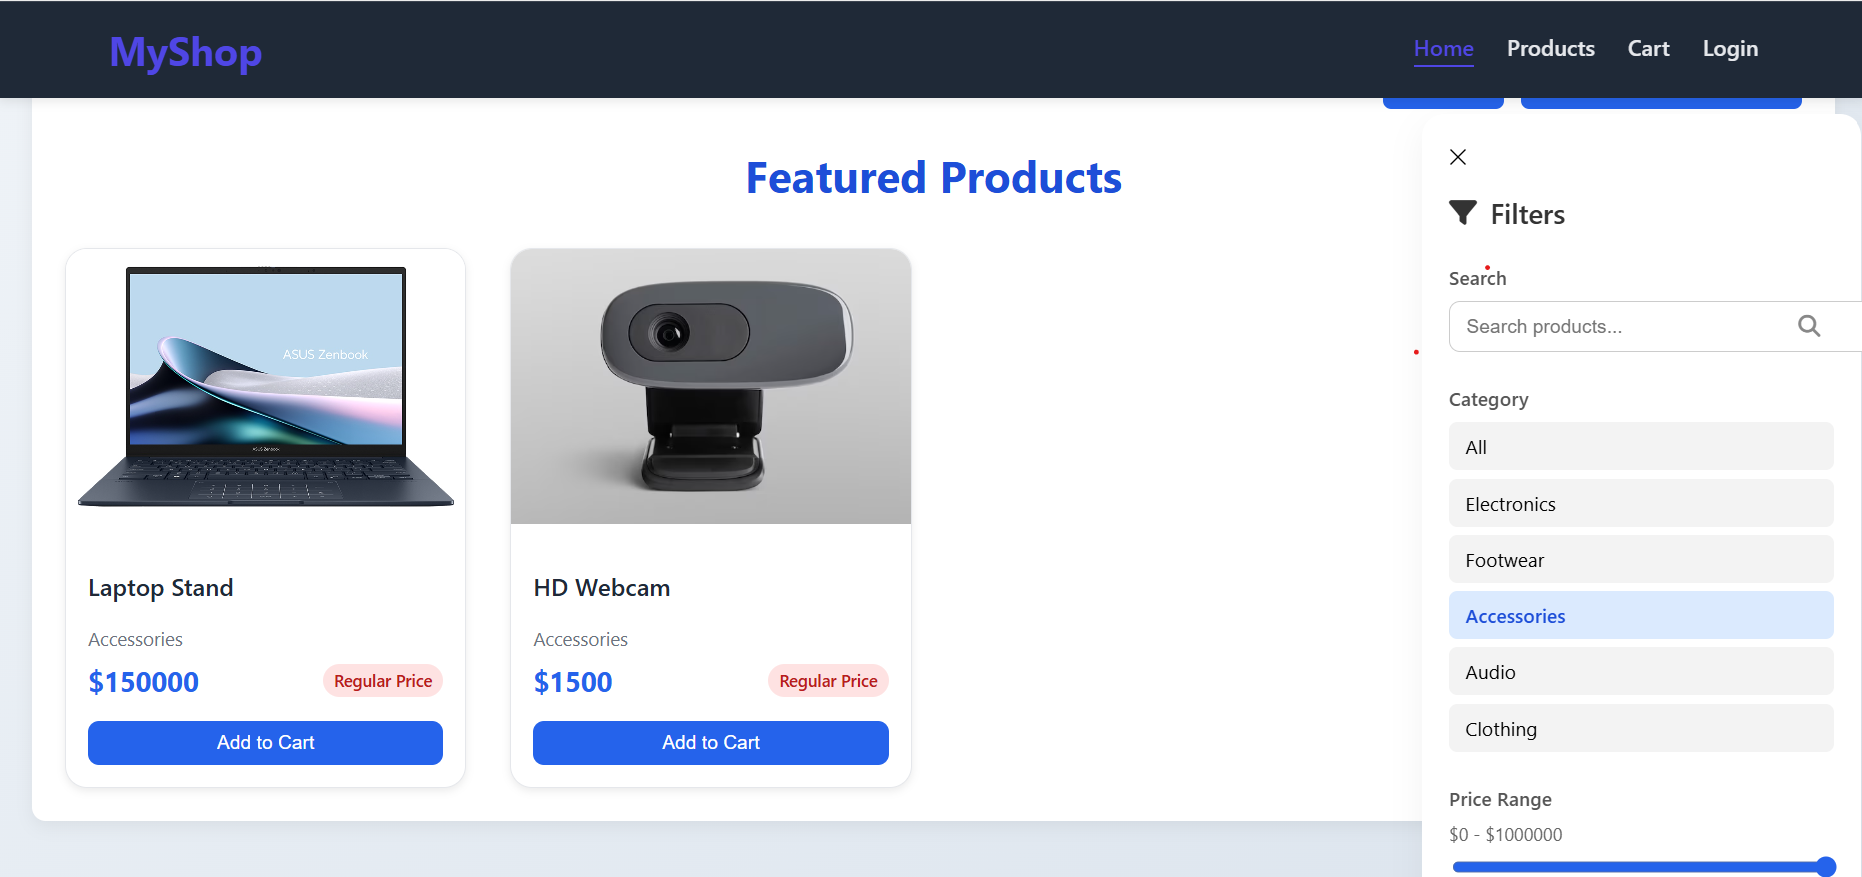 MyShop
Home Products Cart Login
Featured Products
ASUS Zenbook
ASUS Zenbook
Laptop Stand
Accessories
$150000 Regular Price
Add to Cart
HD Webcam
Accessories
$1500 Regular Price
Add to Cart
Filters
Search
Search products...
Category
All
Electronics
Footwear
Accessories
Audio
Clothing
Price Range
$0 - $1000000